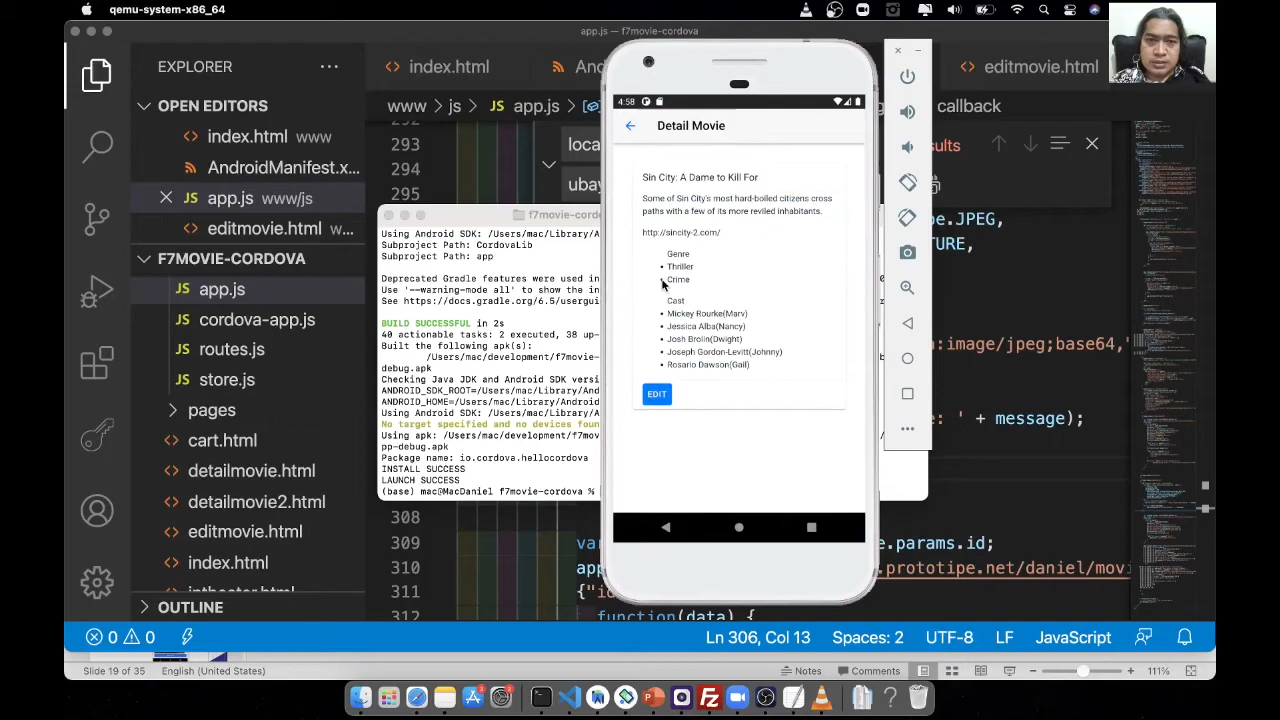 qemu-system-x86_64
app.js — f7movie-cordova
EXPLORER
index.html
editmovie.html
OPEN EDITORS
index.html www
AndroidManifest.x...
app.js www/js
editmovie.html w...
F7MOVIE-CORDOVA
app.js
cordova-app.js
routes.js
store.js
pages
cart.html
detailmovie.html
detailmovie2.html
editmovie.html
index.html
OUTLINE
www > js > JS app.js >
callback
293
294
295
results
pe.JPEG,
TURE,
a:image/jpeg;base64,"
e: ' + message);
308
309
310
311
312
e.params.id;
.prototipe.net/daniel/movi
function(data) {
f7movie-cordo
Using Android SDK: /Users/mac/Library/A
Subproject Path: CordovaLib
Subproject Path: app
Deprecated Gradle features were used in
Use '--warning-mode all' to show the in
See https://docs.gradle.org/6.5/usergui
BUILD SUCCESSFUL in 2s
40 actionable tasks: 2 executed, 38 up-
Built the following apk(s):
/Users/mac/development/f7movie
debug.apk
Checking Java JDK and Android SDK versi
ANDROID_SDK_ROOT=/Users/mac/Library/And
ANDROID_HOME=/Users/mac/Library/Android
Using Android SDK: /Users/mac/Library/A
No target specified and no devices foun
Using apk: /Users/mac/development/f7mov
pp-debug.apk
Package name: io.cordova.hellocordova
INSTALL SUCCESS
LAUNCH SUCCESS
(base) mac@MacDaniel f7movie-cordova %
4:58
Detail Movie
Sin City: A Dame to Kill For
Some of Sin City's most hard-boiled citizens cross
paths with a few of its more reviled inhabitants.
http://sincity-2.com/
Genre
Thriller
Crime
Cast
Mickey Rourke(Marv)
Jessica Alba(Nancy)
Josh Brolin(Dwight)
Joseph Gordon-Levitt(Johnny)
Rosario Dawson(Gail)
EDIT
0 0
Ln 306, Col 13
Spaces: 2
UTF-8
LF
JavaScript
Slide 19 of 35
English (United States)
Notes
Comments
111%